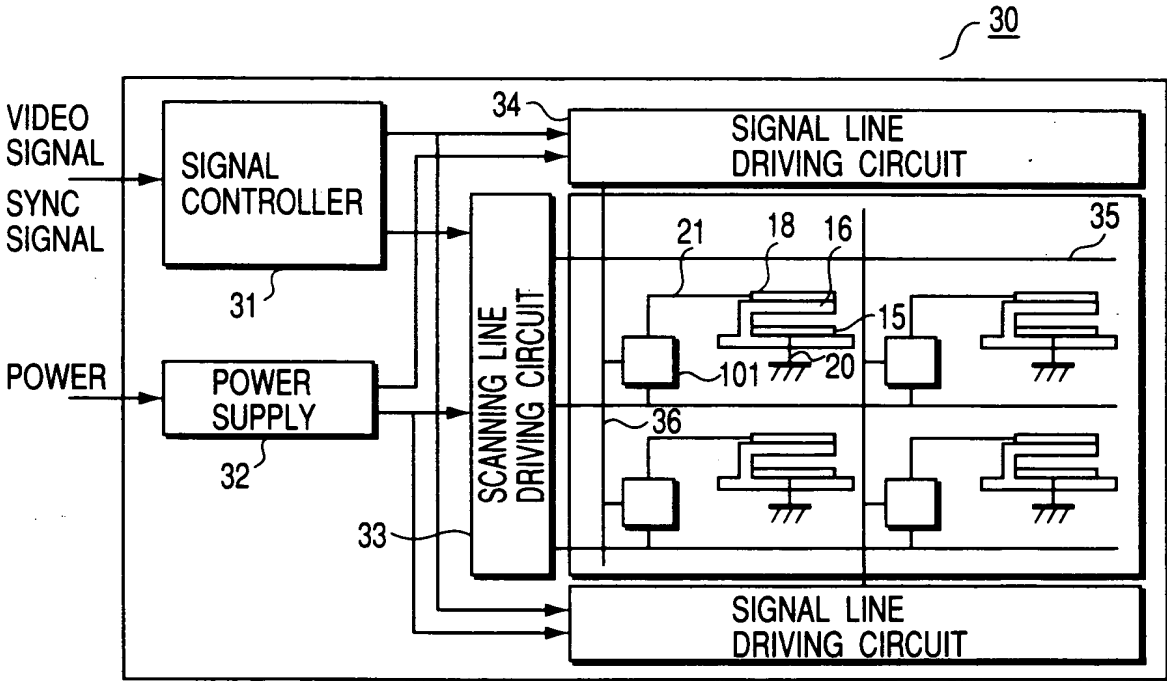 30
VIDEO
SIGNAL
SYNC
SIGNAL
SIGNAL
CONTROLLER
31
34
SIGNAL LINE
DRIVING CIRCUIT
POWER
POWER
SUPPLY
32
SCANNING LINE
DRIVING CIRCUIT
33
21
18
16
35
15
101
20
36
SIGNAL LINE
DRIVING CIRCUIT